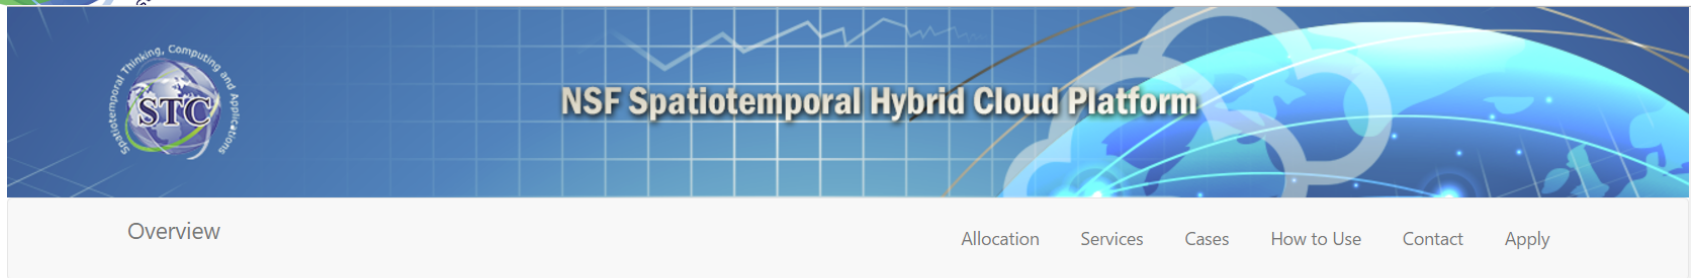 Spatiotemporal Thinking, Computing and Applications
STC
NSF Spatiotemporal Hybrid Cloud Platform
Overview
Allocation
Services
Cases
How to Use
Contact
Apply